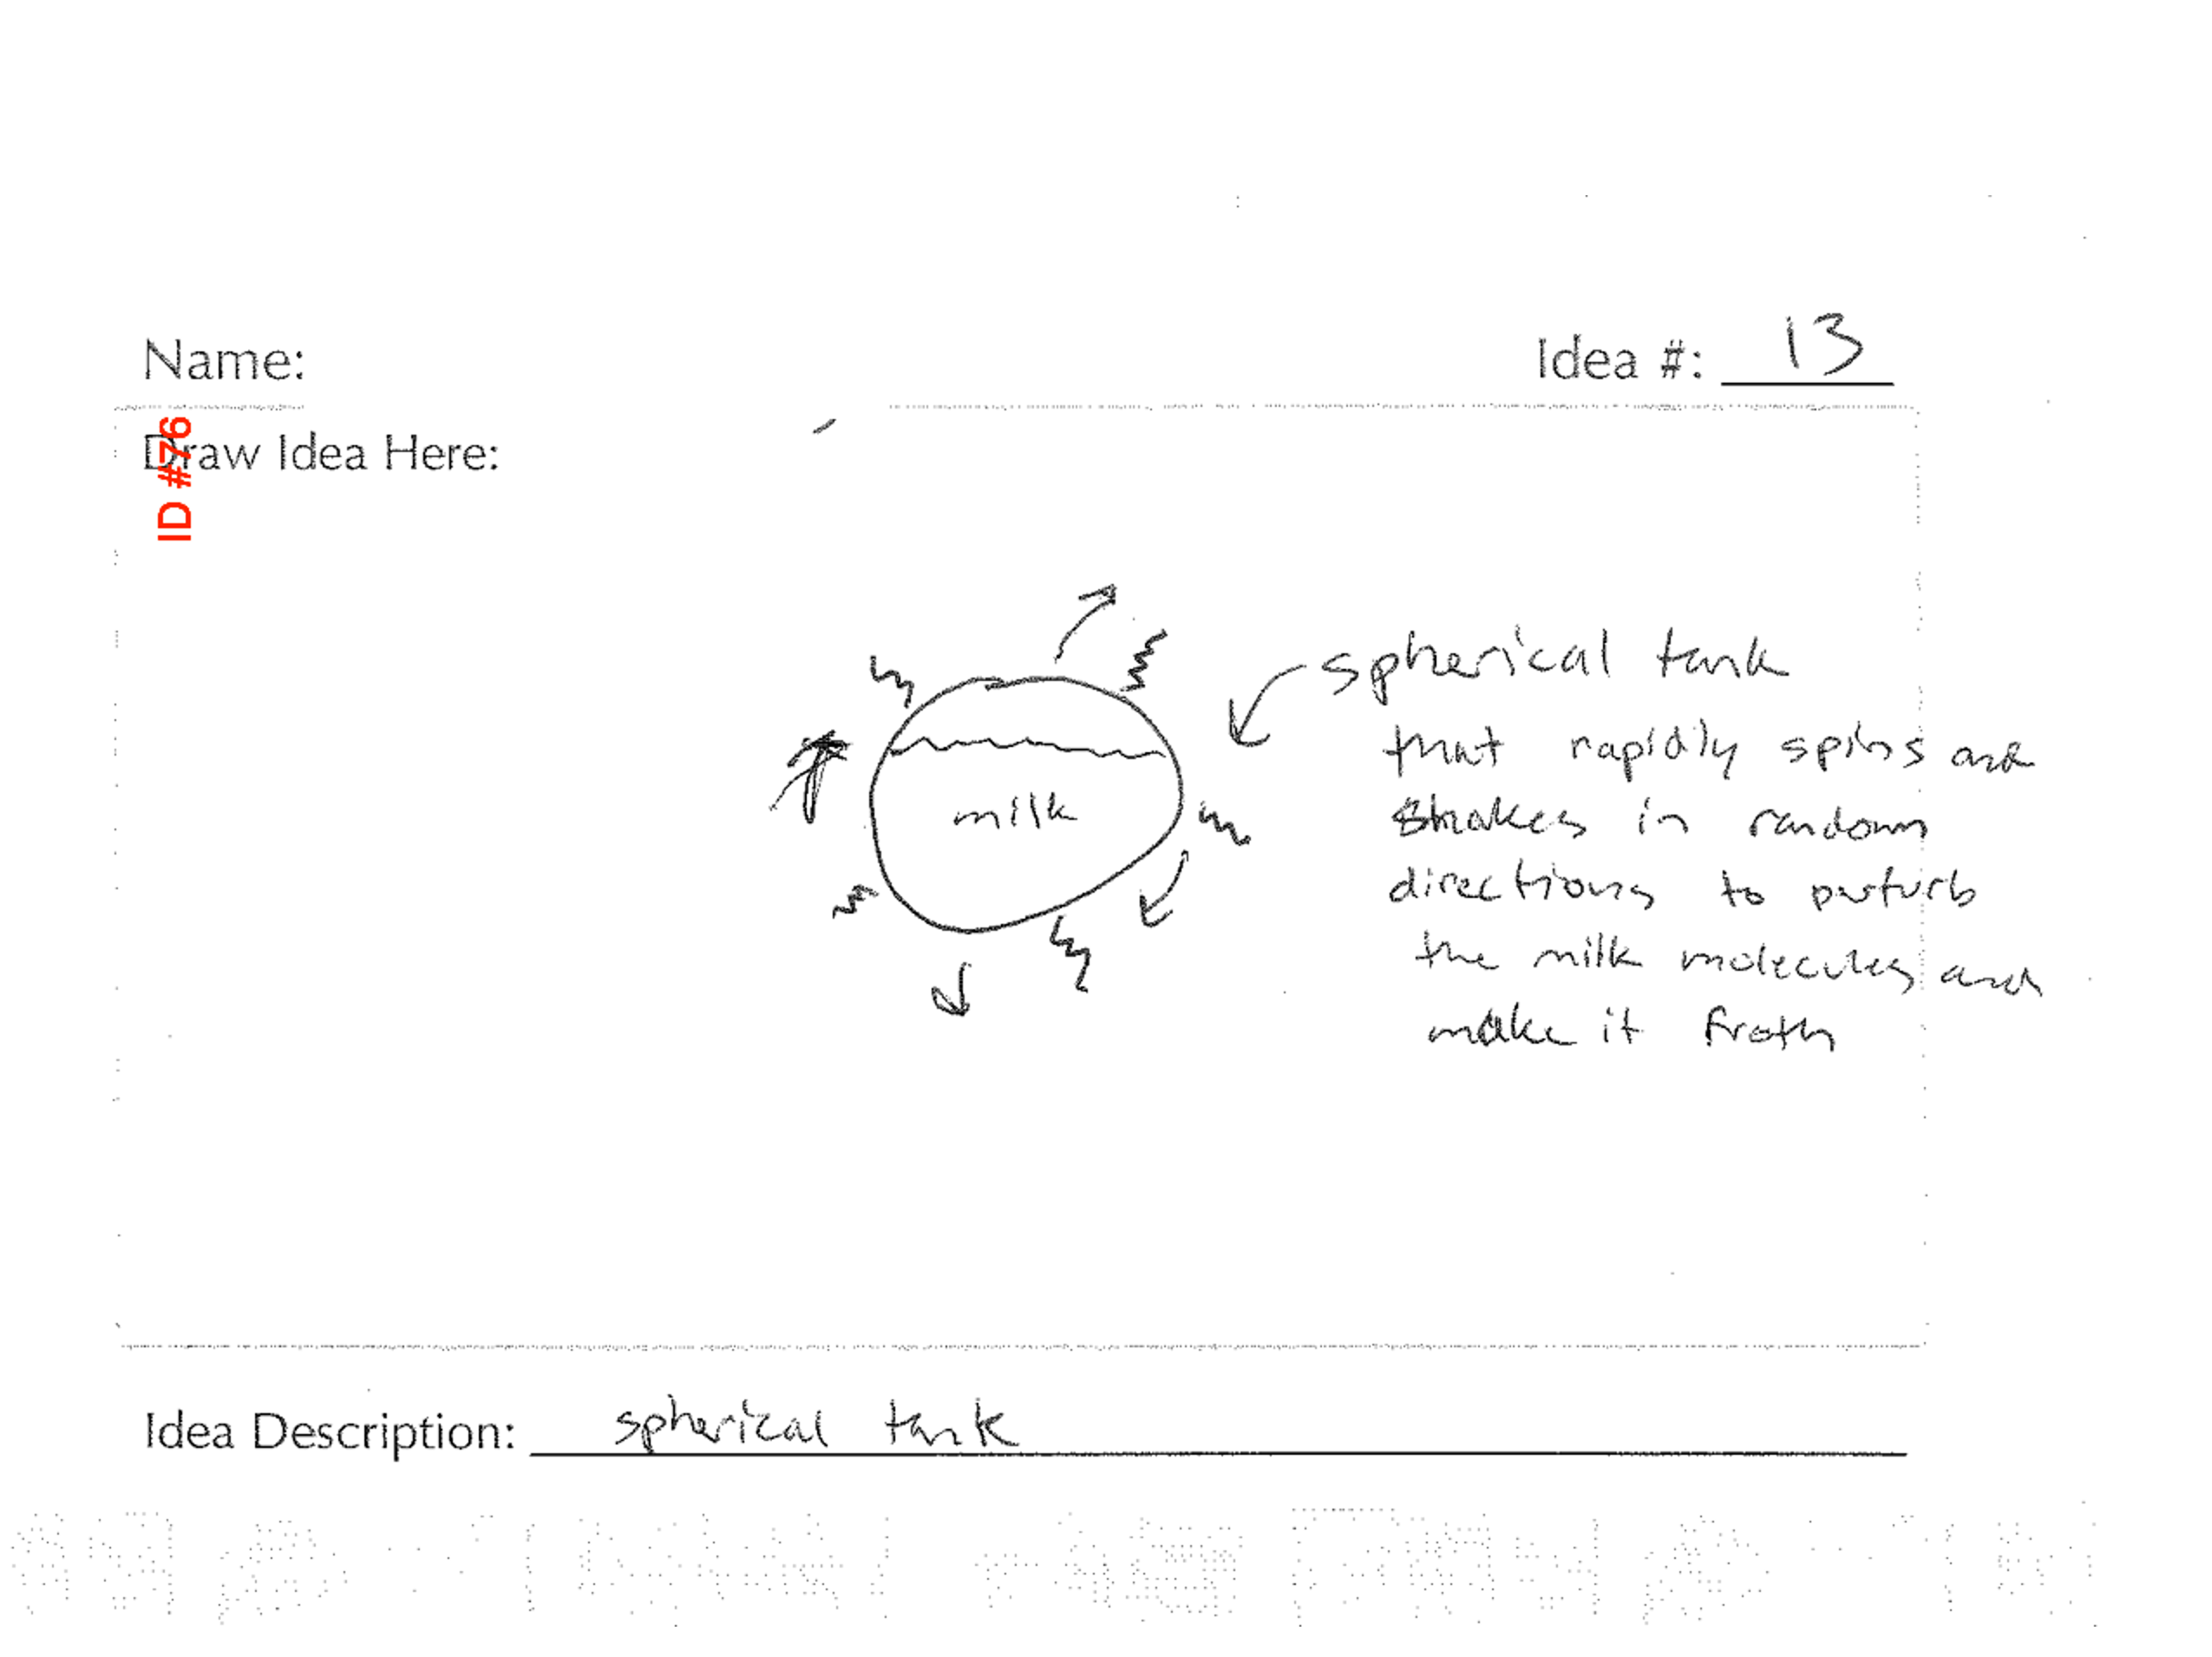 Name:
Idea #: 13
ID #76
Draw Idea Here:
spherical tank
that rapidly spins and
shakes in random
directions to perturb
the milk molecules and
make it froth
milk
Idea Description: spherical tank